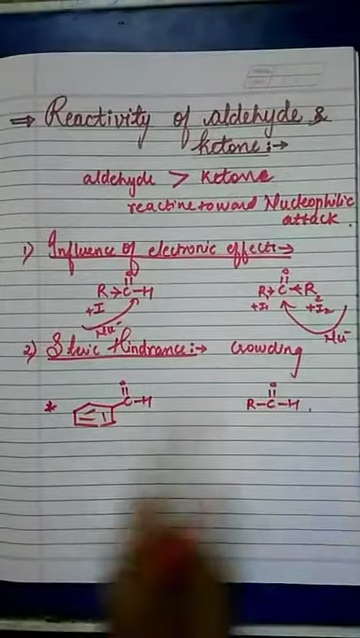 ⇒ Reactivity of aldehyde &
ketone:→
aldehyde > ketone
reactive toward Nucleophilic
attack.
1) Influence of electronic effect:→
O
R→C-H
+I
Nu⁻
O
R→C←R
+I₁ +I₂
Nu⁻
2) Steric Hindrance:→ crowding
* C-H
O
R-C-H.